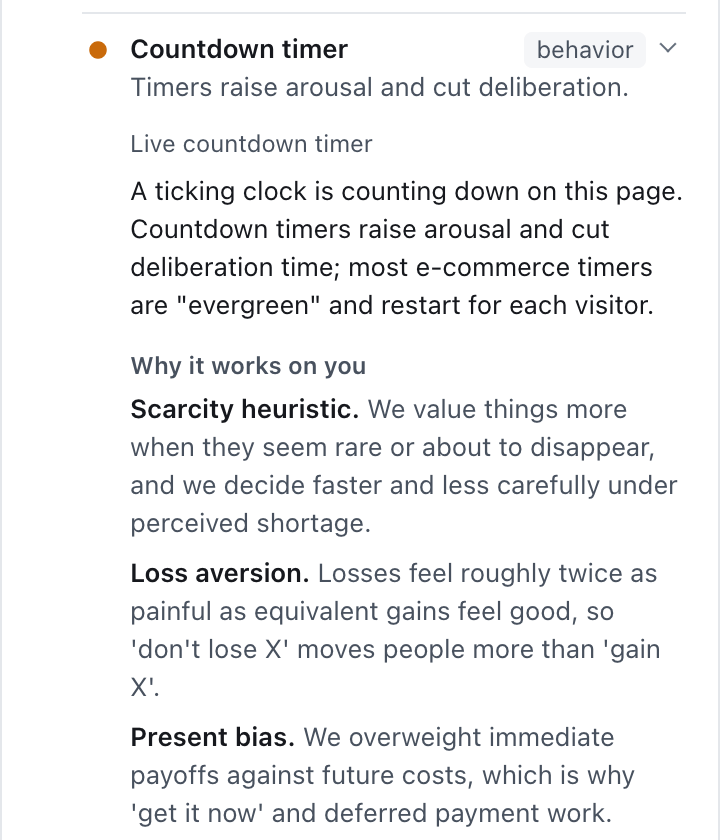 Countdown timer
behavior
Timers raise arousal and cut deliberation.
Live countdown timer
A ticking clock is counting down on this page.
Countdown timers raise arousal and cut
deliberation time; most e-commerce timers
are "evergreen" and restart for each visitor.
Why it works on you
Scarcity heuristic. We value things more
when they seem rare or about to disappear,
and we decide faster and less carefully under
perceived shortage.
Loss aversion. Losses feel roughly twice as
painful as equivalent gains feel good, so
'don't lose X' moves people more than 'gain
X'.
Present bias. We overweight immediate
payoffs against future costs, which is why
'get it now' and deferred payment work.